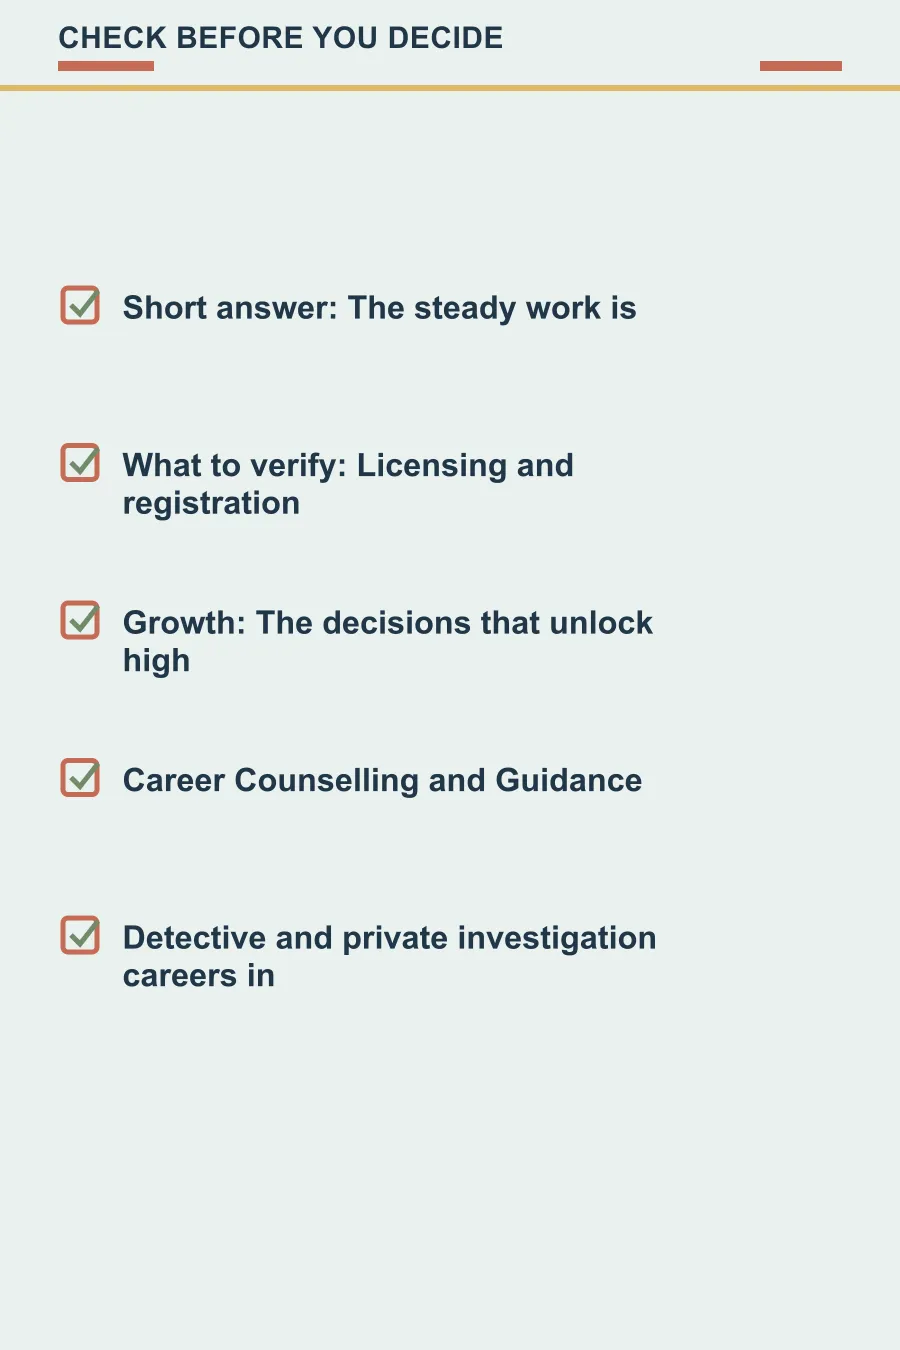 CHECK BEFORE YOU DECIDE
Short answer: The steady work is
What to verify: Licensing and
registration
Growth: The decisions that unlock
high
Career Counselling and Guidance
Detective and private investigation
careers in